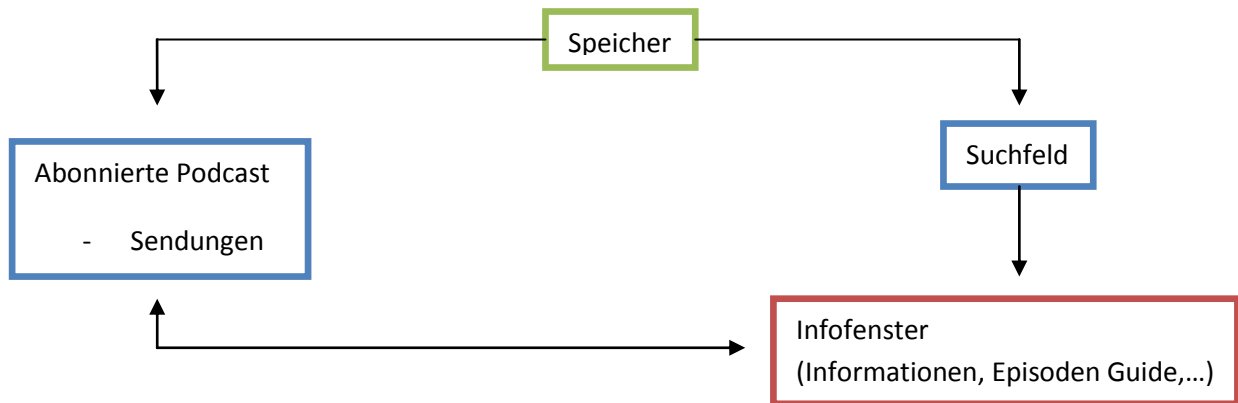 Speicher
Abonnierte Podcast
- Sendungen
Suchfeld
Infofenster
(Informationen, Episoden Guide,...)